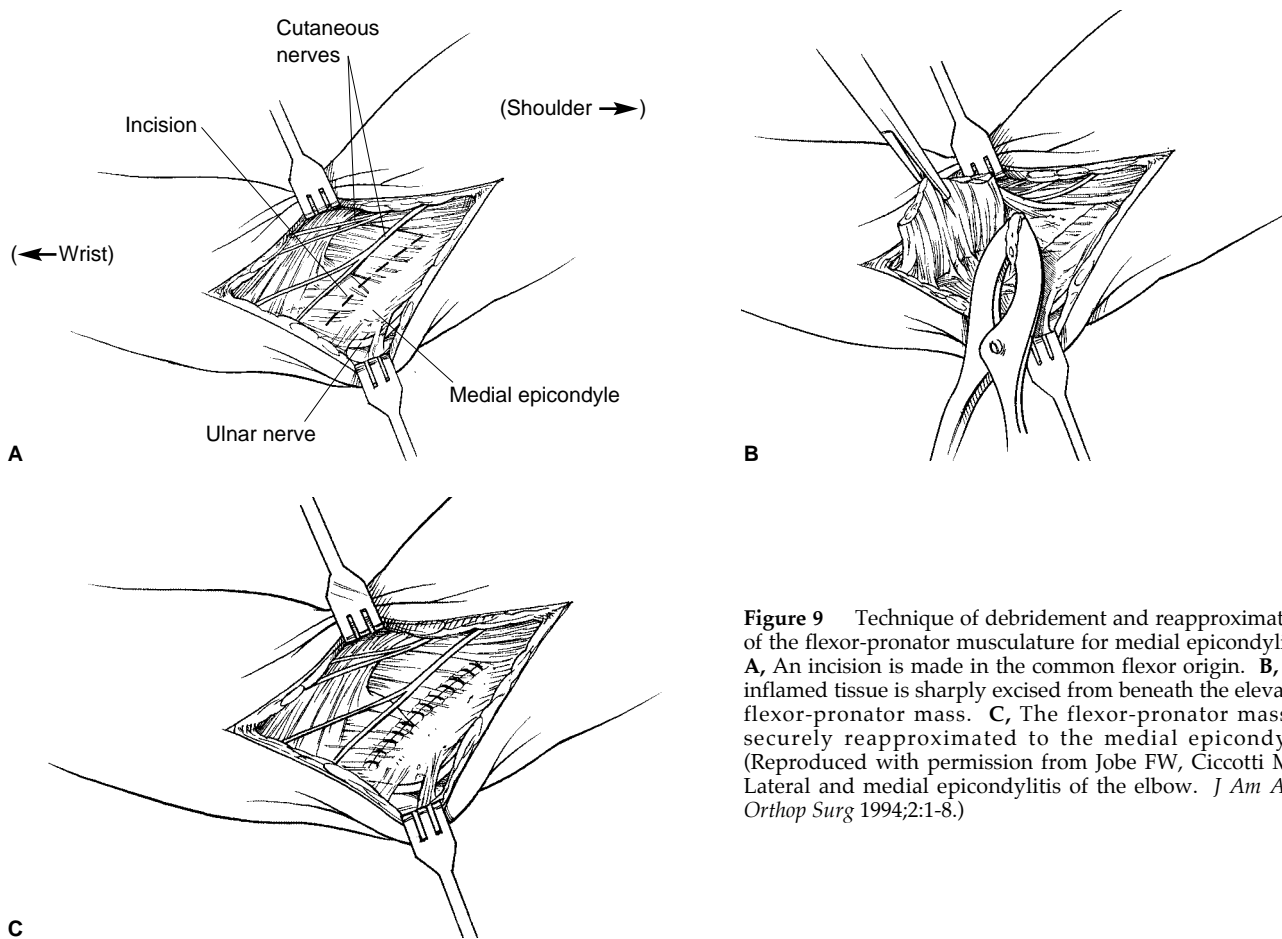 Cutaneous
nerves
(Shoulder → )
Incision
(← Wrist)
Medial epicondyle
Ulnar nerve
A
B
C
Figure 9 Technique of debridement and reapproximat
of the flexor-pronator musculature for medial epicondyli
A, An incision is made in the common flexor origin. B,
inflamed tissue is sharply excised from beneath the eleva
flexor-pronator mass. C, The flexor-pronator mass
securely reapproximated to the medial epicondy
(Reproduced with permission from Jobe FW, Ciccotti M
Lateral and medial epicondylitis of the elbow. J Am A
Orthop Surg 1994;2:1-8.)